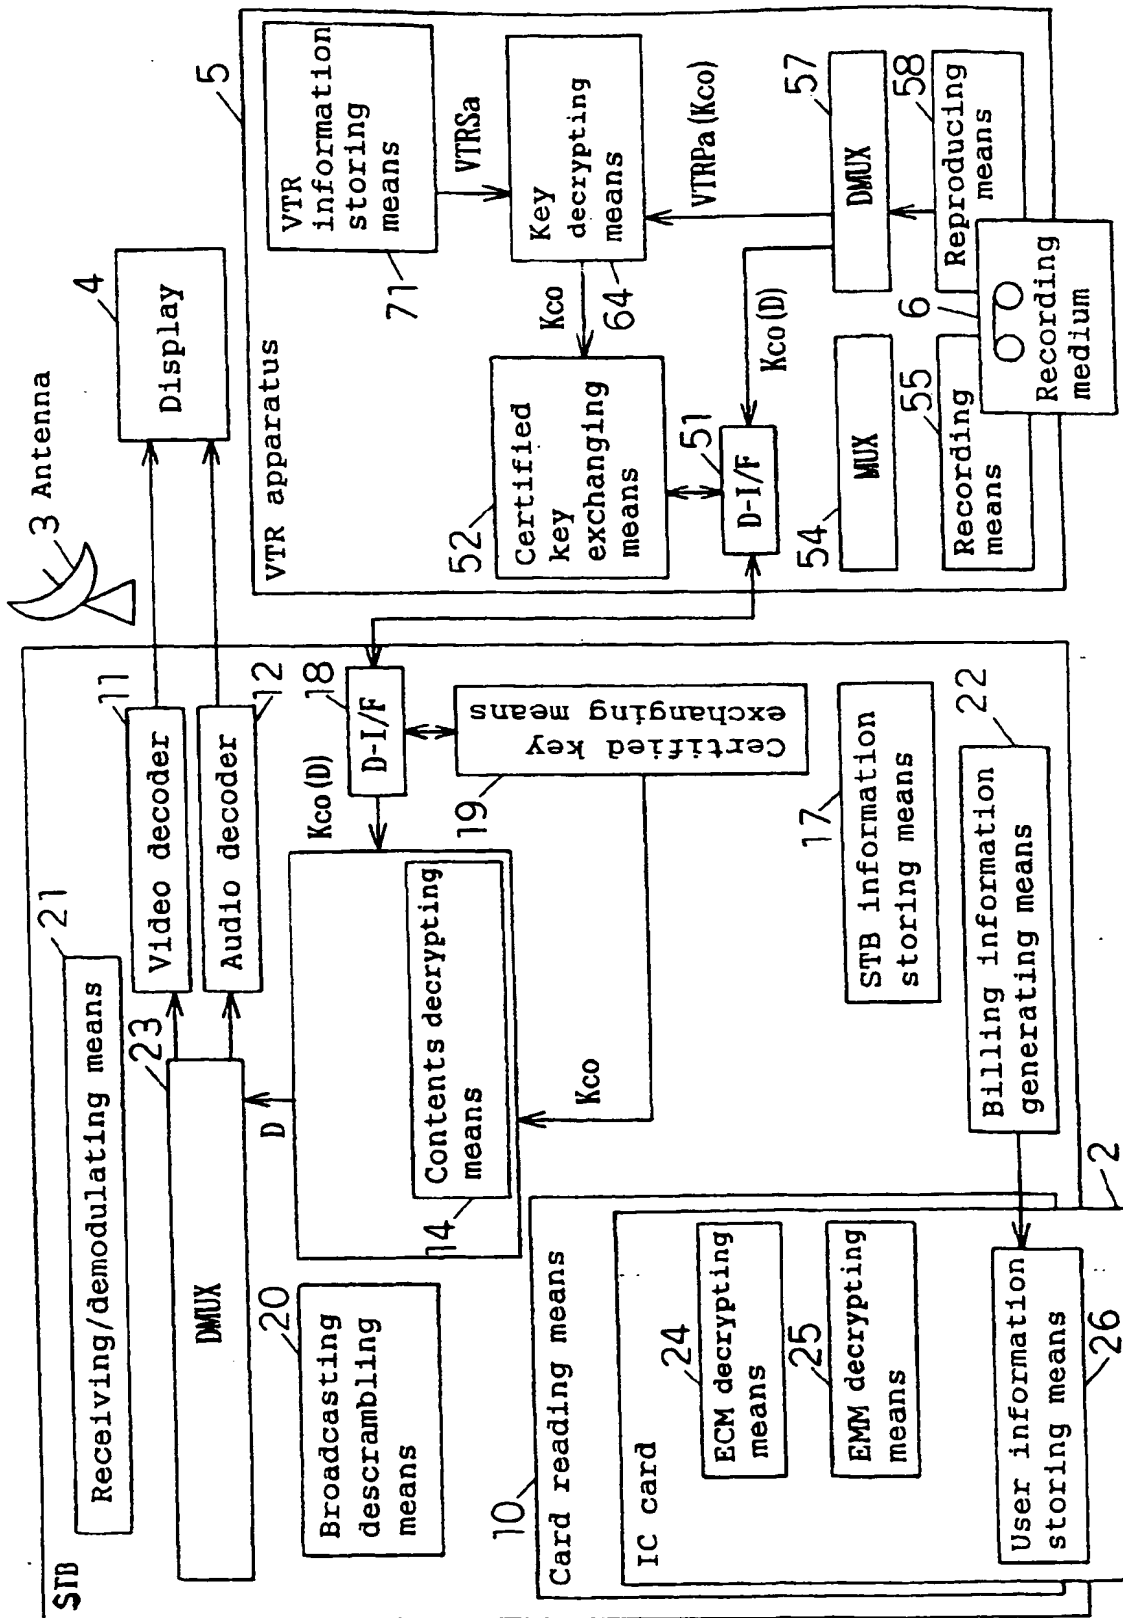 STB
Receiving/demodulating means
21
DMUX
23
Video decoder
11
Audio decoder
12
3 Antenna
Display
4
D
Broadcasting
descrambling
means
20
Contents decrypting
means
14
Kco(D)
D-I/F
18
Certified key
exchanging means
19
Kco
STB information
storing means
17
Billing information
generating means
22
Card reading means
10
IC card
2
ECM decrypting
means
24
EMM decrypting
means
25
User information
storing means
26
VTR apparatus
5
VTR
information
storing
means
71
VTRSa
Key
decrypting
means
64
Kco
Certified
key
exchanging
means
52
VTRPa(Kco)
Kco(D)
D-I/F
51
MUX
54
DMUX
57
Recording
means
55
Reproducing
means
58
6
Recording
medium